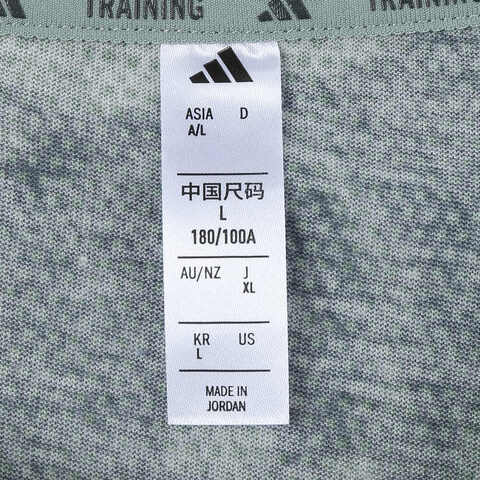 TRAINING
TRAINING
ASIA D
A/L
中国尺码
L
180/100A
AU/NZ J
XL
KR US
L
MADE IN
JORDAN